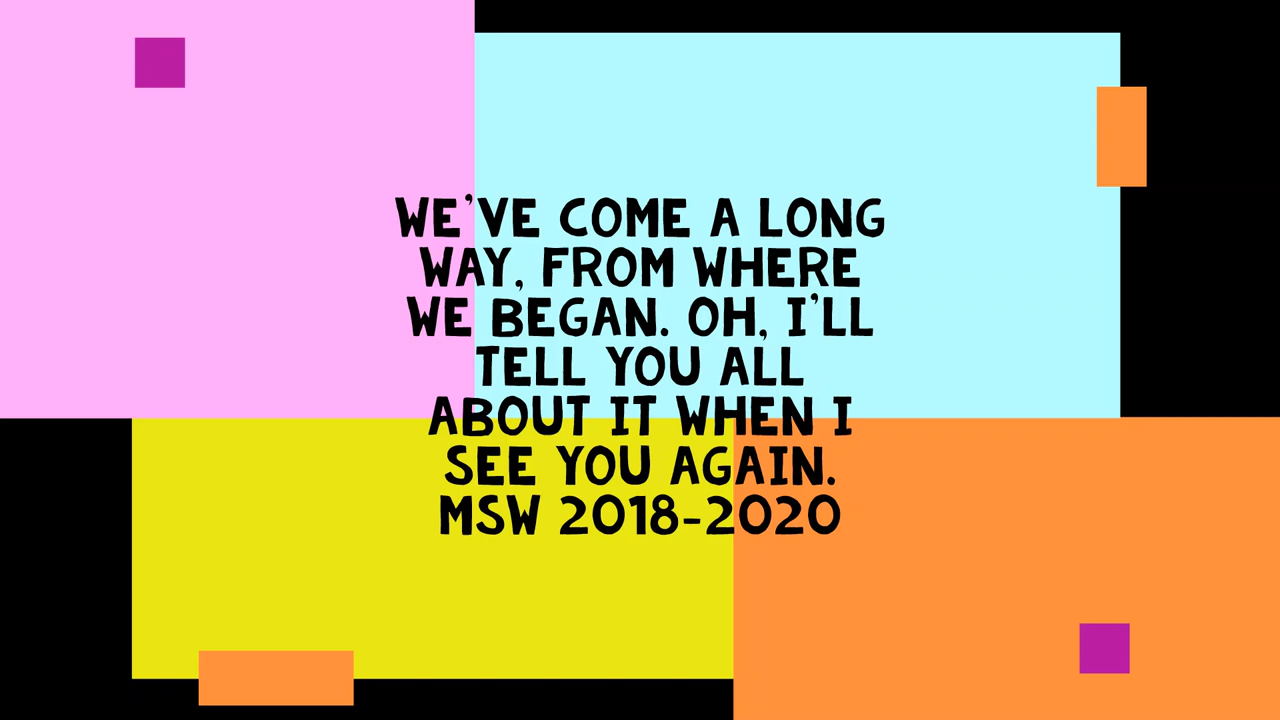 WE'VE COME A LONG
WAY, FROM WHERE
WE BEGAN. OH, I'LL
TELL YOU ALL
ABOUT IT WHEN I
SEE YOU AGAIN.
MSW 2018-2020